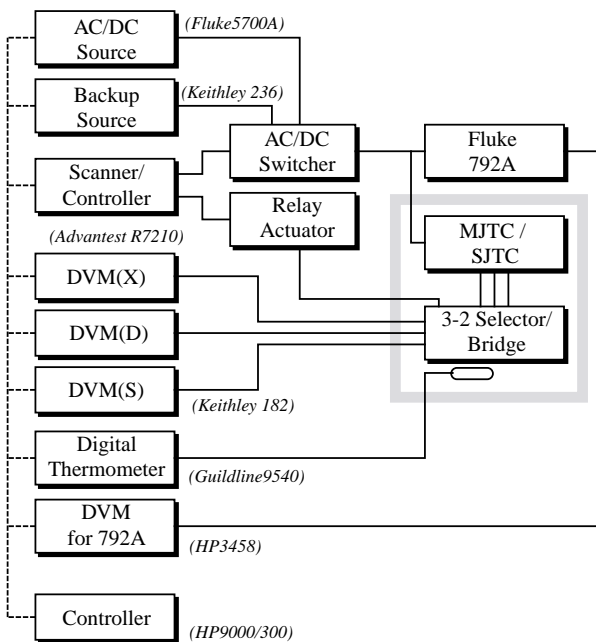 AC/DC
Source
(Fluke5700A)
Backup
Source
(Keithley 236)
AC/DC
Switcher
Fluke
792A
Scanner/
Controller
(Advantest R7210)
Relay
Actuator
MJTC /
SJTC
DVM(X)
3-2 Selector/
Bridge
DVM(D)
DVM(S)
(Keithley 182)
Digital
Thermometer
(Guildline9540)
DVM
for 792A
(HP3458)
Controller
(HP9000/300)